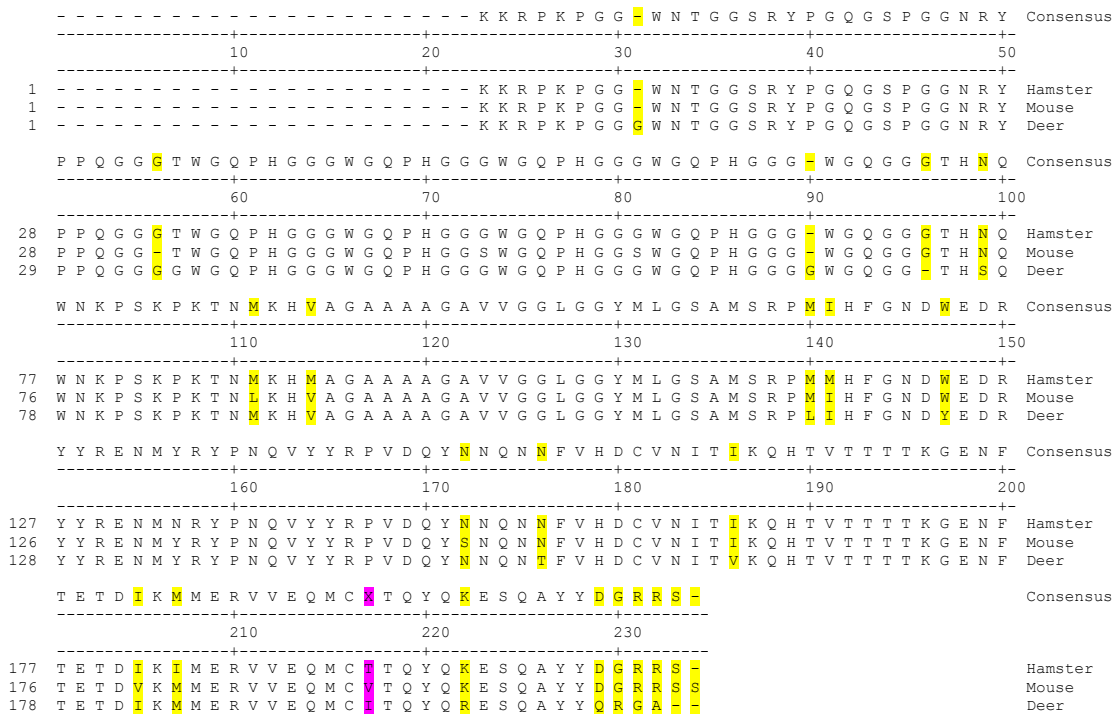 K K R P K P G G - W N T G G S R Y P G Q G S P G G N R Y Consensus
------------------+-------------------+-------------------+-------------------+-------------------+-
10 20 30 40 50
------------------+-------------------+-------------------+-------------------+-------------------+-
1 - - - - - - - - - - - - - - - - - - - - - - K K R P K P G G - W N T G G S R Y P G Q G S P G G N R Y Hamster
1 - - - - - - - - - - - - - - - - - - - - - - K K R P K P G G - W N T G G S R Y P G Q G S P G G N R Y Mouse
1 - - - - - - - - - - - - - - - - - - - - - - K K R P K P G G G W N T G G S R Y P G Q G S P G G N R Y Deer
P P Q G G G T W G Q P H G G G W G Q P H G G G W G Q P H G G G W G Q P H G G G - W G Q G G G T H N Q Consensus
------------------+-------------------+-------------------+-------------------+-------------------+-
60 70 80 90 100
------------------+-------------------+-------------------+-------------------+-------------------+-
28 P P Q G G G T W G Q P H G G G W G Q P H G G G W G Q P H G G G W G Q P H G G G - W G Q G G G T H N Q Hamster
28 P P Q G G - T W G Q P H G G G W G Q P H G G S W G Q P H G G S W G Q P H G G G - W G Q G G G T H N Q Mouse
29 P P Q G G G G W G Q P H G G G W G Q P H G G G W G Q P H G G G W G Q P H G G G G W G Q G G - T H S Q Deer
W N K P S K P K T N M K H V A G A A A A G A V V G G L G G Y M L G S A M S R P M I H F G N D W E D R Consensus
------------------+-------------------+-------------------+-------------------+-------------------+-
110 120 130 140 150
------------------+-------------------+-------------------+-------------------+-------------------+-
77 W N K P S K P K T N M K H M A G A A A A G A V V G G L G G Y M L G S A M S R P M M H F G N D W E D R Hamster
76 W N K P S K P K T N L K H V A G A A A A G A V V G G L G G Y M L G S A M S R P M I H F G N D W E D R Mouse
78 W N K P S K P K T N M K H V A G A A A A G A V V G G L G G Y M L G S A M S R P L I H F G N D Y E D R Deer
Y Y R E N M Y R Y P N Q V Y Y R P V D Q Y N N Q N N F V H D C V N I T I K Q H T V T T T T K G E N F Consensus
------------------+-------------------+-------------------+-------------------+-------------------+-
160 170 180 190 200
------------------+-------------------+-------------------+-------------------+-------------------+-
127 Y Y R E N M N R Y P N Q V Y Y R P V D Q Y N N Q N N F V H D C V N I T I K Q H T V T T T T K G E N F Hamster
126 Y Y R E N M Y R Y P N Q V Y Y R P V D Q Y S N Q N N F V H D C V N I T I K Q H T V T T T T K G E N F Mouse
128 Y Y R E N M Y R Y P N Q V Y Y R P V D Q Y N N Q N T F V H D C V N I T V K Q H T V T T T T K G E N F Deer
T E T D I K M M E R V V E Q M C X T Q Y Q K E S Q A Y Y D G R R S - Consensus
------------------+-------------------+-------------------+---------
210 220 230
------------------+-------------------+-------------------+---------
177 T E T D I K I M E R V V E Q M C T T Q Y Q K E S Q A Y Y D G R R S - Hamster
176 T E T D V K M M E R V V E Q M C V T Q Y Q K E S Q A Y Y D G R R S S Mouse
178 T E T D I K M M E R V V E Q M C I T Q Y Q R E S Q A Y Y Q R G A - - Deer